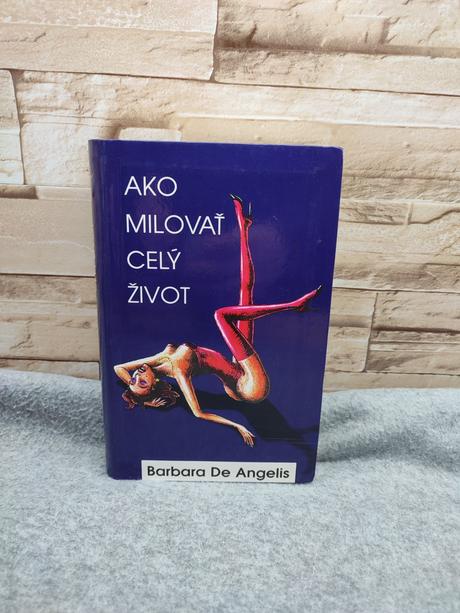 AKO
MILOVAŤ
CELÝ
ŽIVOT
Barbara De Angelis